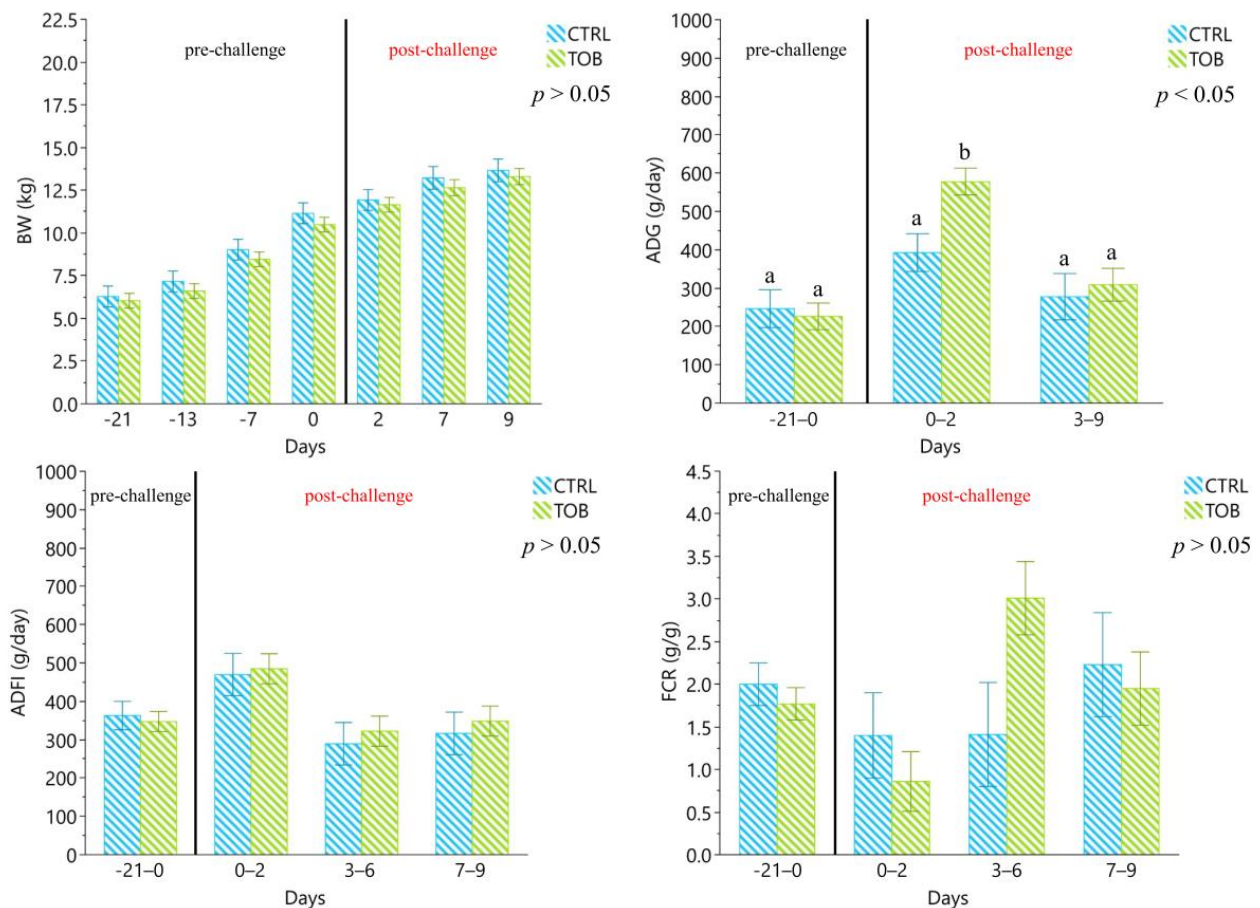 22.5
20.0
17.5
15.0
12.5
10.0
7.5
5.0
2.5
0.0
BW (kg)
pre-challenge
post-challenge
CTRL
TOB
p > 0.05
-21 -13 -7 0 2 7 9
Days
1000
900
800
700
600
500
400
300
200
100
0
ADG (g/day)
pre-challenge
post-challenge
CTRL
TOB
p < 0.05
a a a b a a
-21–0 0–2 3–9
Days
1000
900
800
700
600
500
400
300
200
100
0
ADFI (g/day)
pre-challenge
post-challenge
CTRL
TOB
p > 0.05
-21–0 0–2 3–6 7–9
Days
4.5
4.0
3.5
3.0
2.5
2.0
1.5
1.0
0.5
0.0
FCR (g/g)
pre-challenge
post-challenge
CTRL
TOB
p > 0.05
-21–0 0–2 3–6 7–9
Days